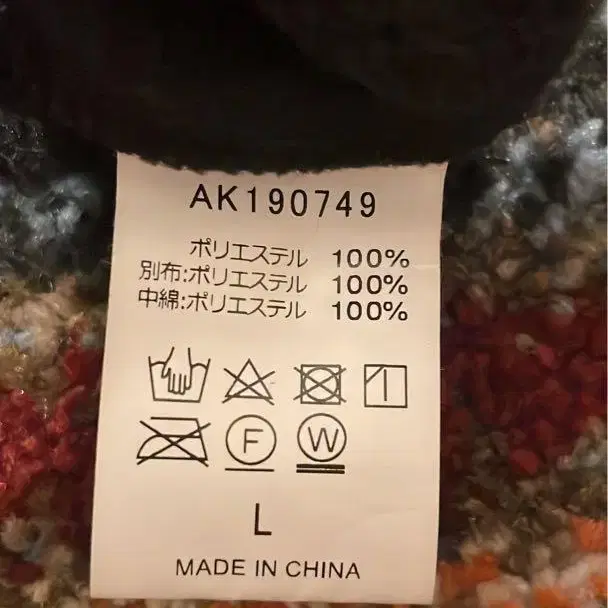 AK190749
ポリエステル 100%
別布:ポリエステル 100%
中綿:ポリエステル 100%
F W
L
MADE IN CHINA